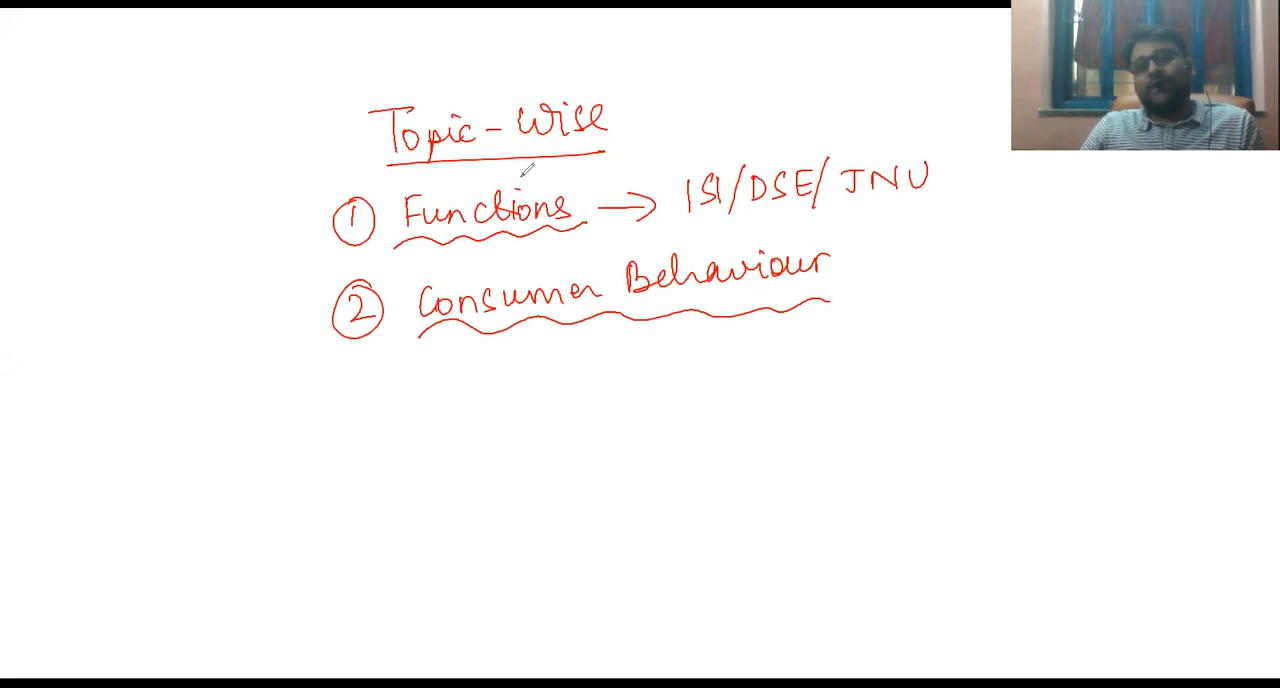 Topic-Wise
① Functions → ISI/DSE/JNU
② Consumer Behaviour